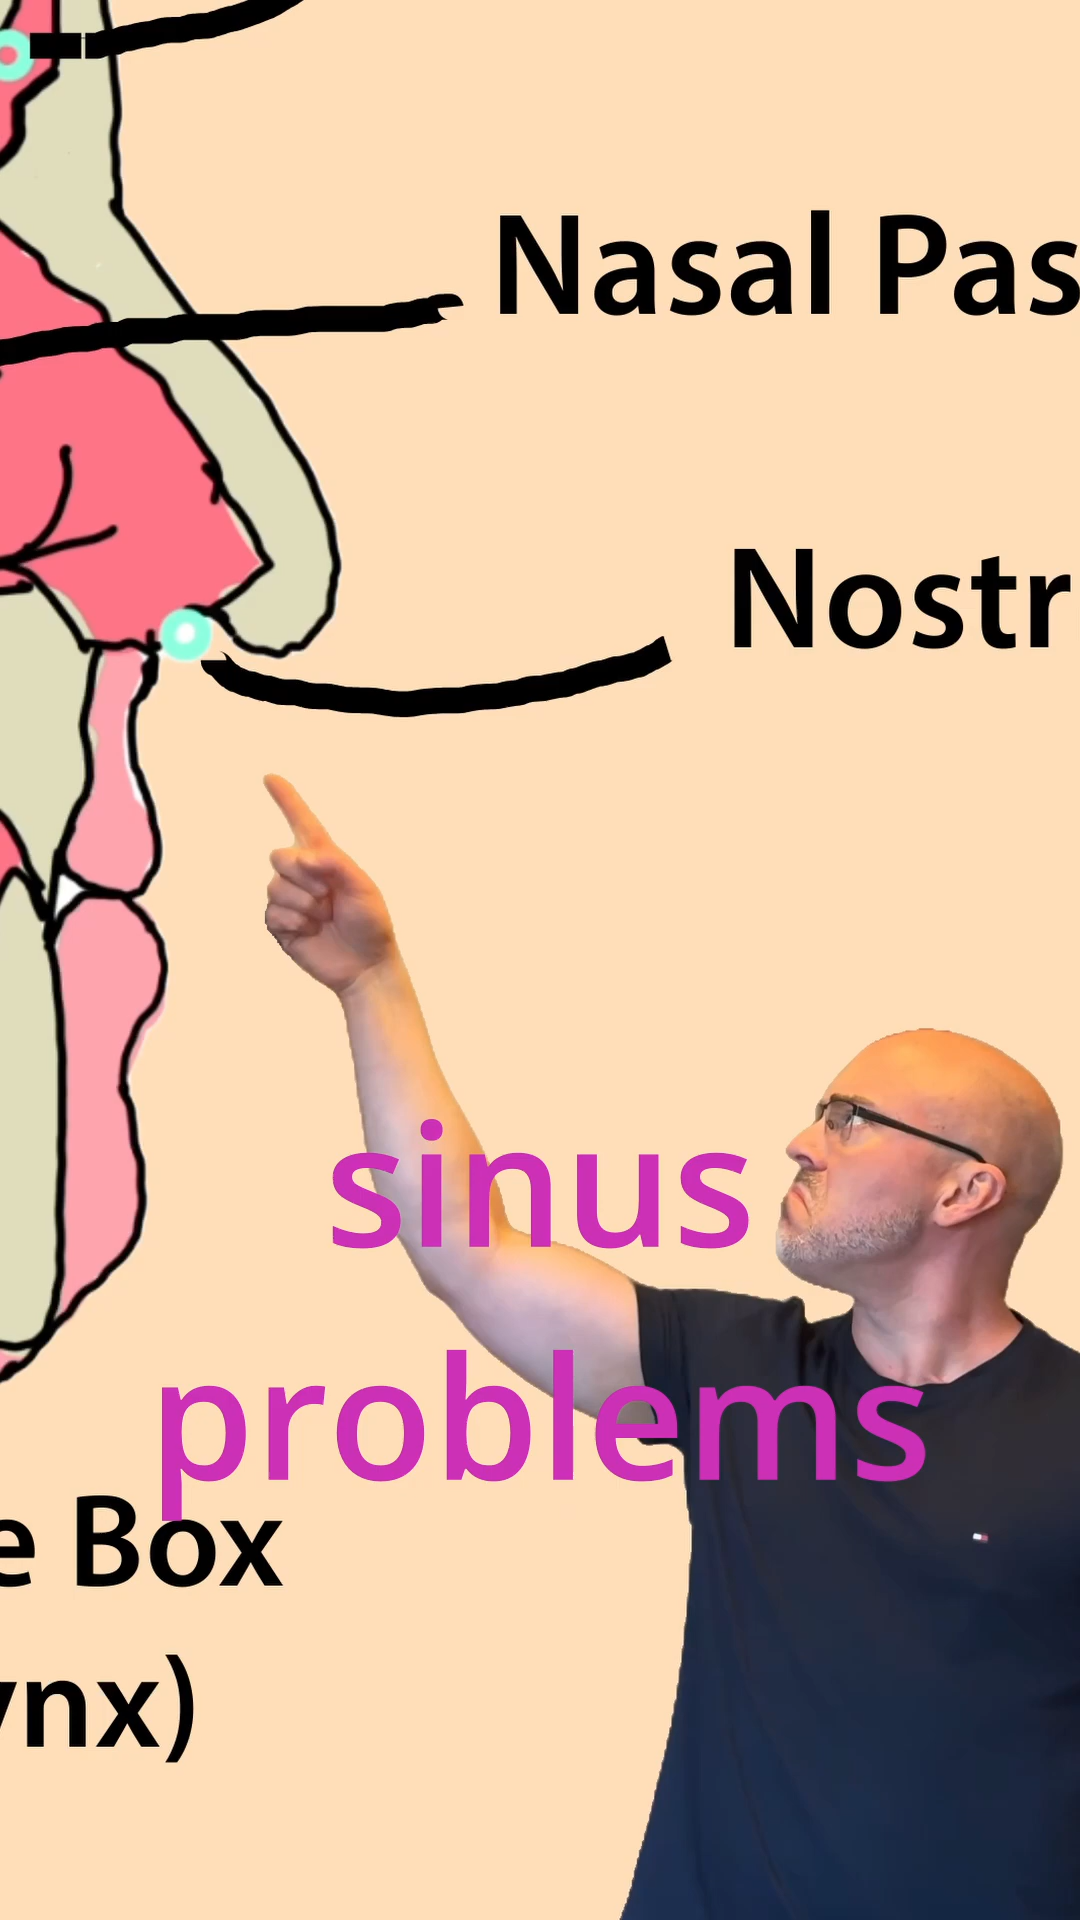 Nasal Pas
Nostr
sinus
problems
e Box
ynx)